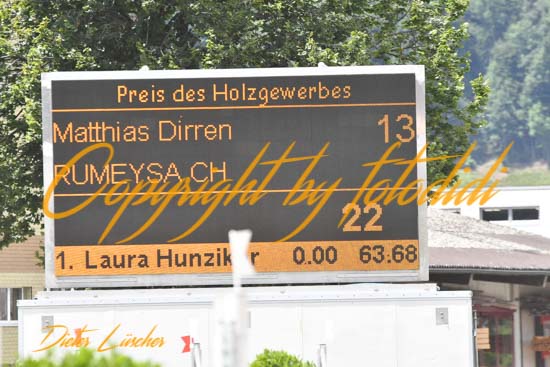 Preis des Holzgewerbes
Matthias Dirren 13
RUMEYSA CH
Copyright by fotodidi
22
1. Laura Hunziker 0.00 63.68
Dieter Lüscher